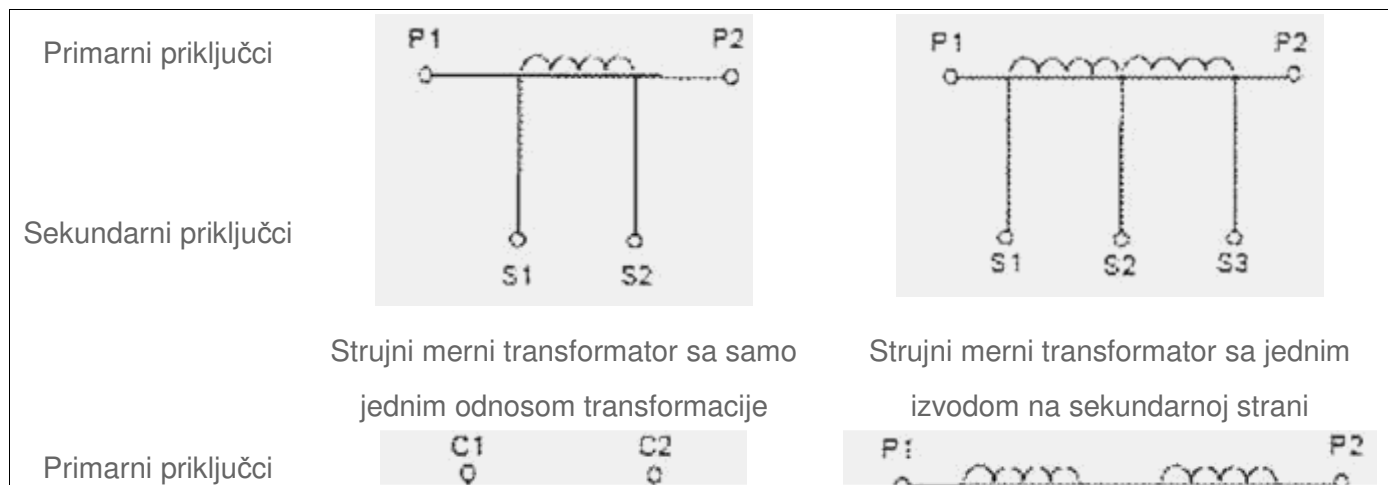 Primarni priključci
P1 P2
P1 P2
Sekundarni priključci
S1 S2
S1 S2 S3
Strujni merni transformator sa samo
jednim odnosom transformacije
Strujni merni transformator sa jednim
izvodom na sekundarnoj strani
Primarni priključci
C1 C2
P1 P2